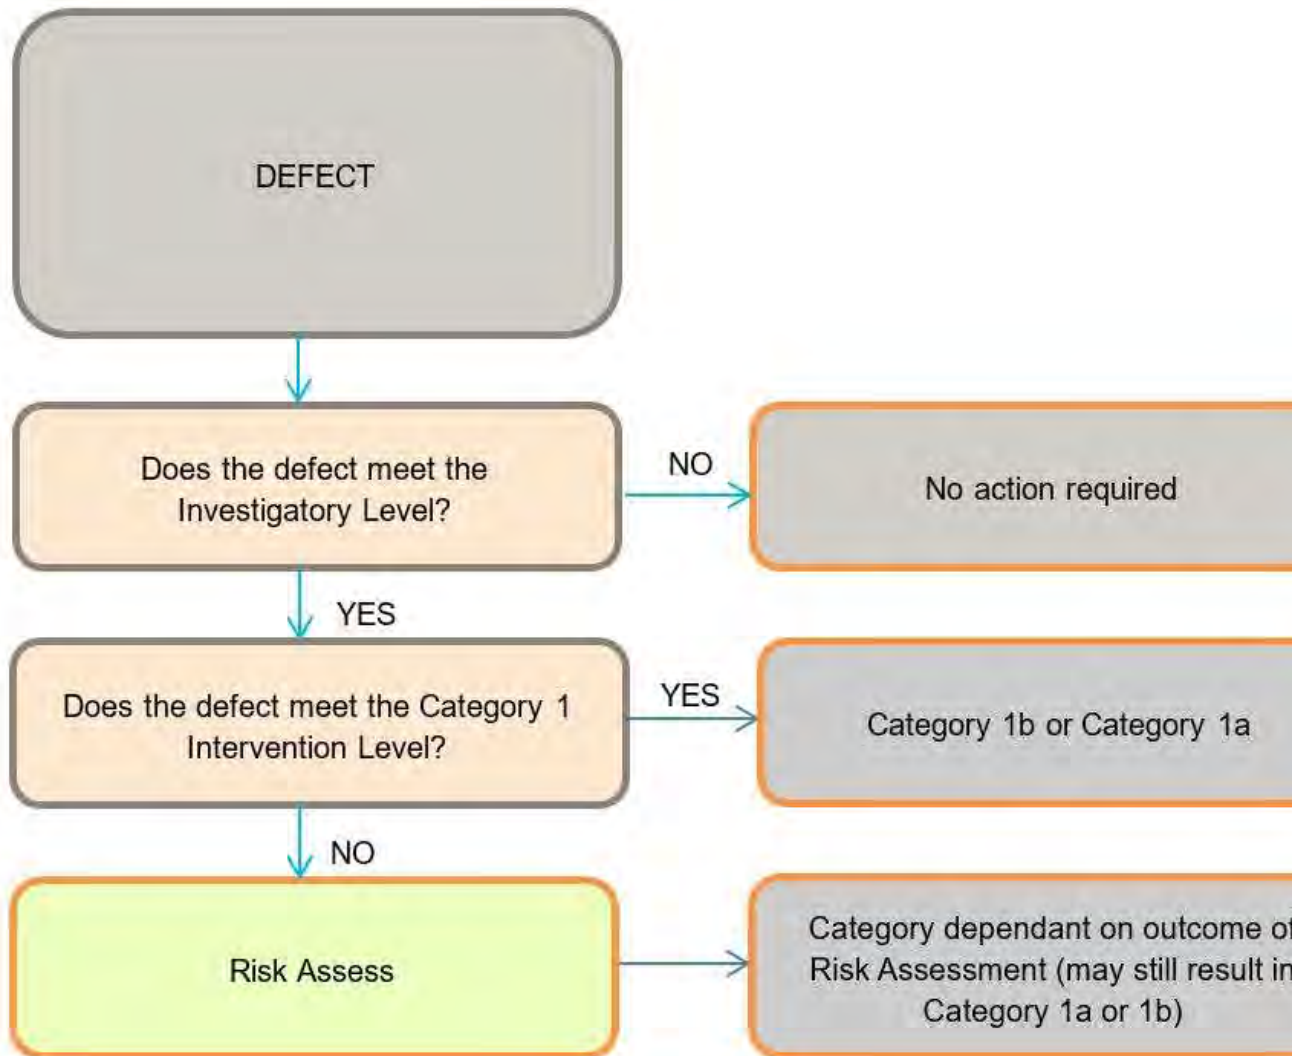 DEFECT
Does the defect meet the
Investigatory Level?
NO
No action required
YES
Does the defect meet the Category 1
Intervention Level?
YES
Category 1b or Category 1a
NO
Risk Assess
Category dependant on outcome of
Risk Assessment (may still result in
Category 1a or 1b)